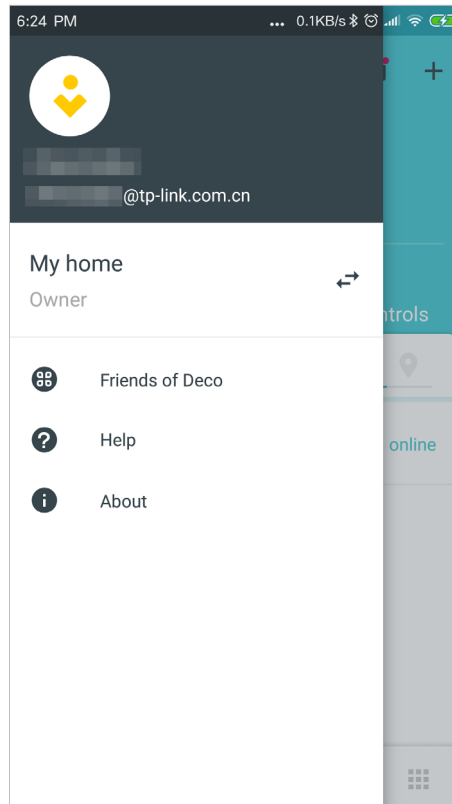 6:24 PM ... 0.1KB/s
@tp-link.com.cn
My home
Owner
ntrols
Friends of Deco
Help
online
About